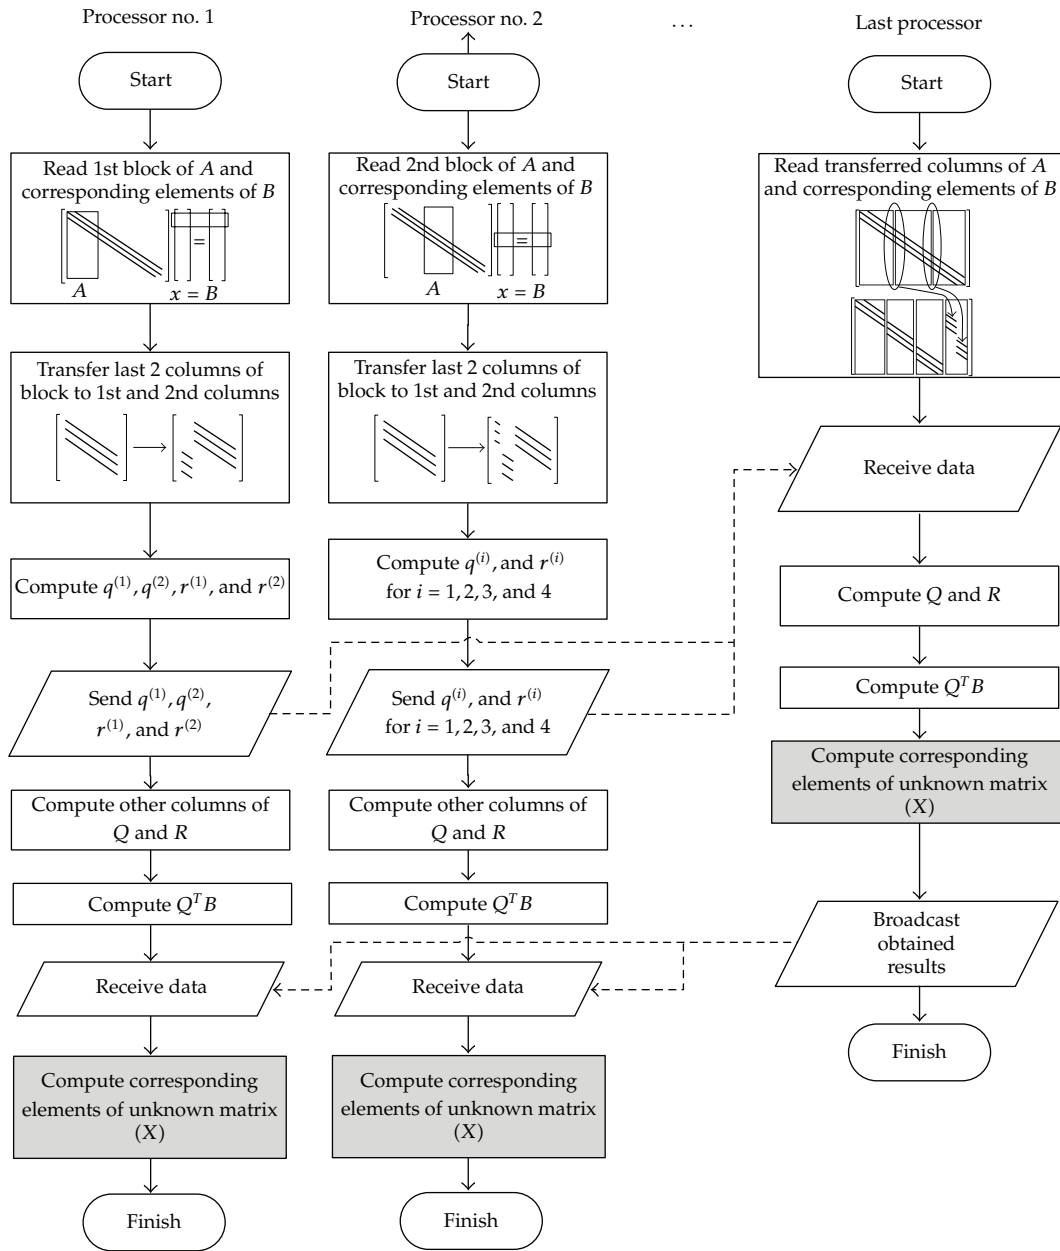 Processor no. 1
Start
Read 1st block of A and
corresponding elements of B
=
A
x = B
Transfer last 2 columns of
block to 1st and 2nd columns
Compute q⁽¹⁾, q⁽²⁾, r⁽¹⁾, and r⁽²⁾
Send q⁽¹⁾, q⁽²⁾,
r⁽¹⁾, and r⁽²⁾
Compute other columns of
Q and R
Compute QᵀB
Receive data
Compute corresponding
elements of unknown matrix
(X)
Finish
Processor no. 2
Start
Read 2nd block of A and
corresponding elements of B
=
A
x = B
Transfer last 2 columns of
block to 1st and 2nd columns
Compute q⁽ⁱ⁾, and r⁽ⁱ⁾
for i = 1, 2, 3, and 4
Send q⁽ⁱ⁾, and r⁽ⁱ⁾
for i = 1, 2, 3, and 4
Compute other columns of
Q and R
Compute QᵀB
Receive data
Compute corresponding
elements of unknown matrix
(X)
Finish
...
Last processor
Start
Read transferred columns of A
and corresponding elements of B
Receive data
Compute Q and R
Compute QᵀB
Compute corresponding
elements of unknown matrix
(X)
Broadcast
obtained
results
Finish